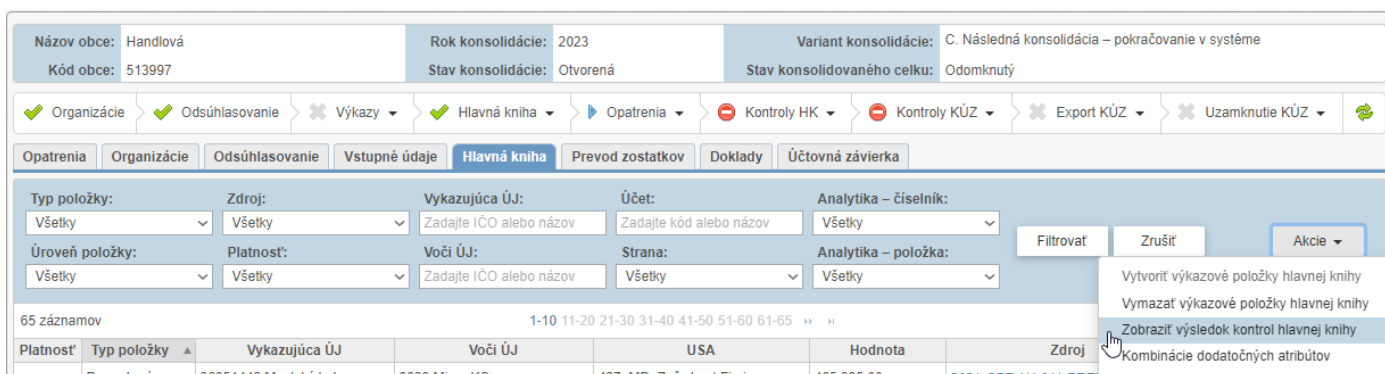 Názov obce: Handlová Rok konsolidácie: 2023 Variant konsolidácie: C. Následná konsolidácia – pokračovanie v systéme
Kód obce: 513997 Stav konsolidácie: Otvorená Stav konsolidovaného celku: Odomknutý
Organizácie Odsúhlasovanie Výkazy Hlavná kniha Opatrenia Kontroly HK Kontroly KÚZ Export KÚZ Uzamknutie KÚZ
Opatrenia Organizácie Odsúhlasovanie Vstupné údaje Hlavná kniha Prevod zostatkov Doklady Účtovná závierka
Typ položky: Zdroj: Vykazujúca ÚJ: Účet: Analytika – číselník:
Všetky Všetky Zadajte IČO alebo názov Zadajte kód alebo názov Všetky
Filtrovať Zrušiť Akcie
Úroveň položky: Platnosť: Voči ÚJ: Strana: Analytika – položka:
Všetky Všetky Zadajte IČO alebo názov Všetky Všetky
Vytvoriť výkazové položky hlavnej knihy
Vymazať výkazové položky hlavnej knihy
Zobraziť výsledok kontrol hlavnej knihy
Kombinácie dodatočných atribútov
65 záznamov 1-10 11-20 21-30 31-40 41-50 51-60 61-65
Platnosť Typ položky Vykazujúca ÚJ Voči ÚJ USA Hodnota Zdroj